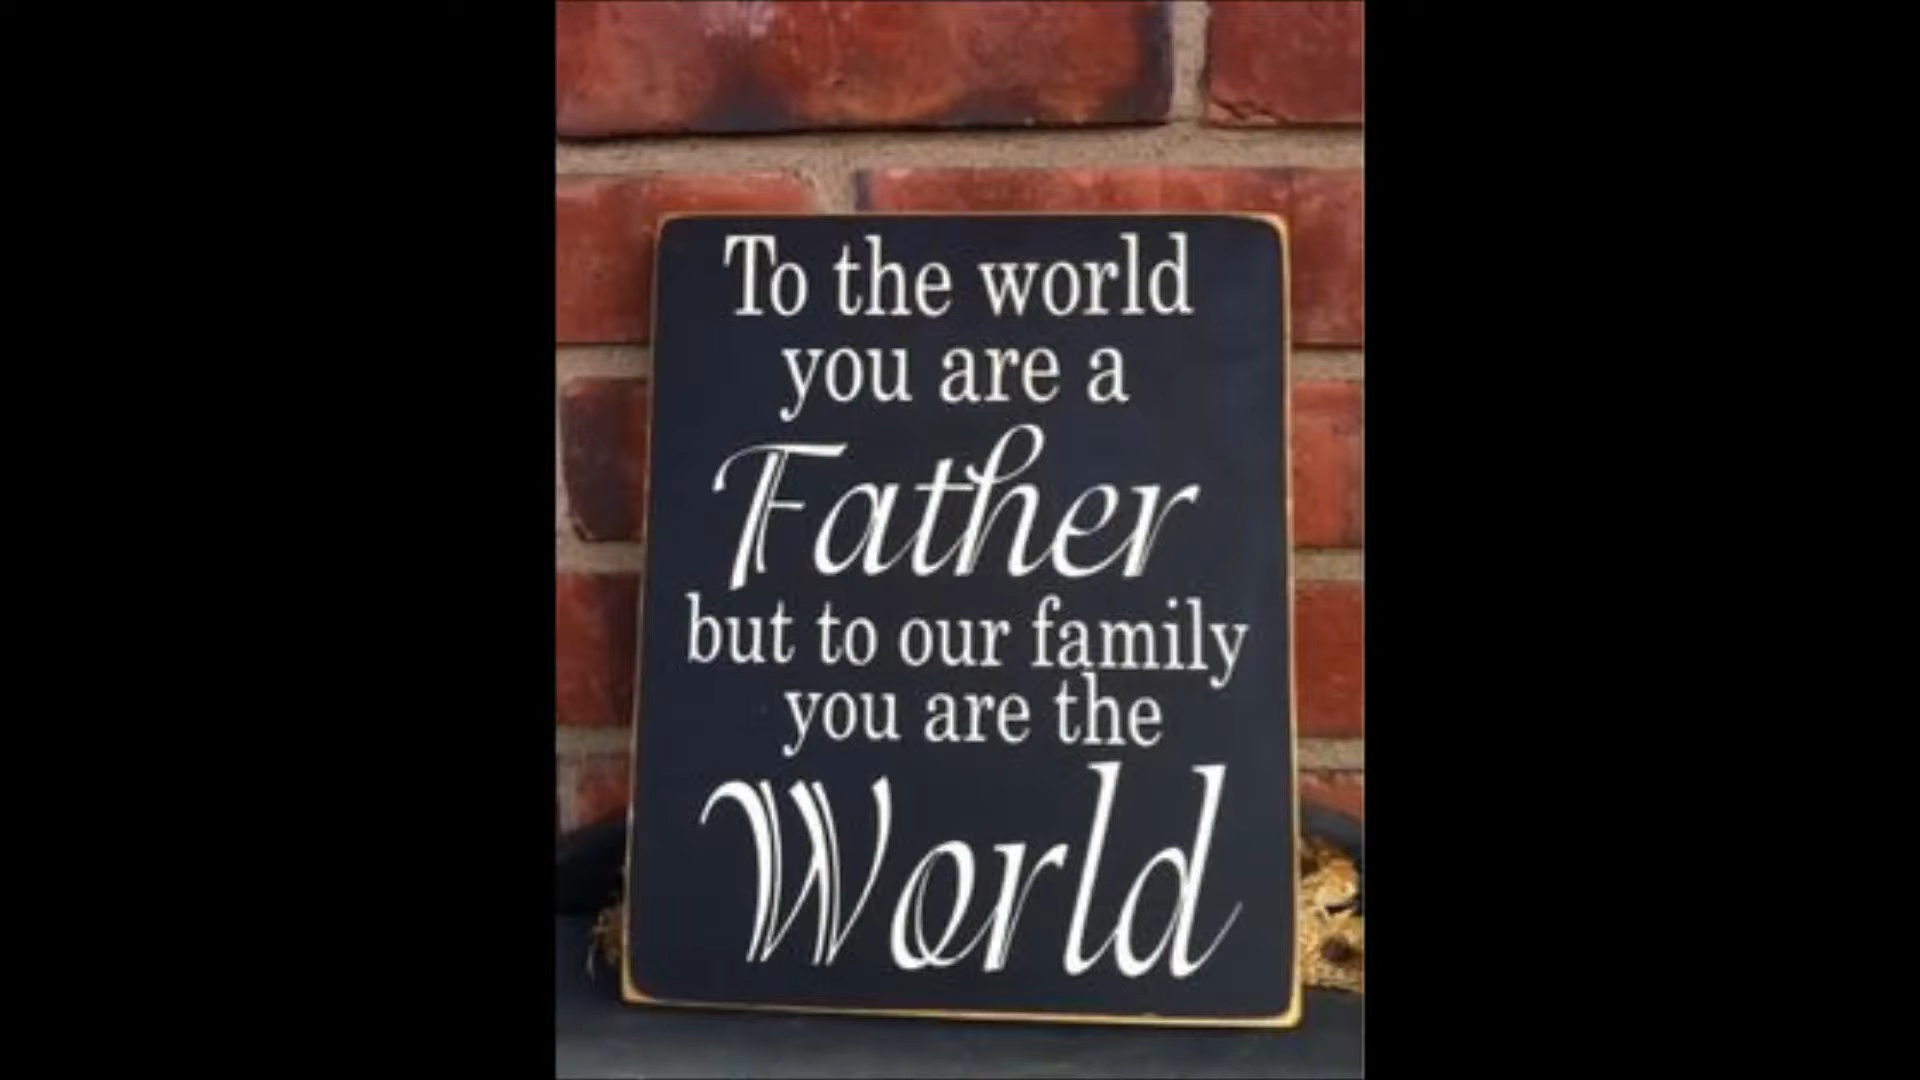 To the world
you are a
Father
but to our family
you are the
World